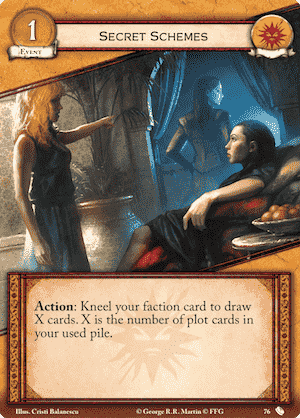 1
SECRET SCHEMES
EVENT
Action: Kneel your faction card to draw
X cards. X is the number of plot cards in
your used pile.
Illus. Cristi Balanescu
© George R.R. Martin © FFG
76